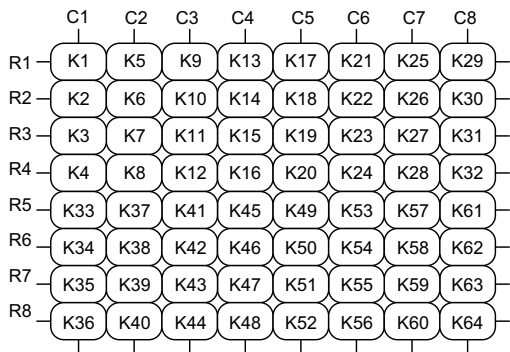 C1 C2 C3 C4 C5 C6 C7 C8
R1 K1 K5 K9 K13 K17 K21 K25 K29
R2 K2 K6 K10 K14 K18 K22 K26 K30
R3 K3 K7 K11 K15 K19 K23 K27 K31
R4 K4 K8 K12 K16 K20 K24 K28 K32
R5 K33 K37 K41 K45 K49 K53 K57 K61
R6 K34 K38 K42 K46 K50 K54 K58 K62
R7 K35 K39 K43 K47 K51 K55 K59 K63
R8 K36 K40 K44 K48 K52 K56 K60 K64